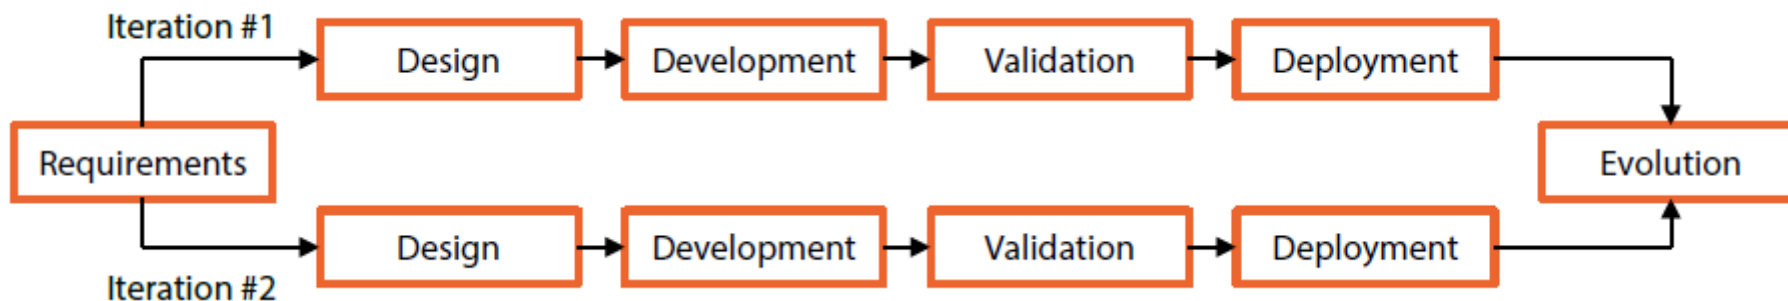 Iteration #1
Design
Development
Validation
Deployment
Requirements
Evolution
Design
Development
Validation
Deployment
Iteration #2